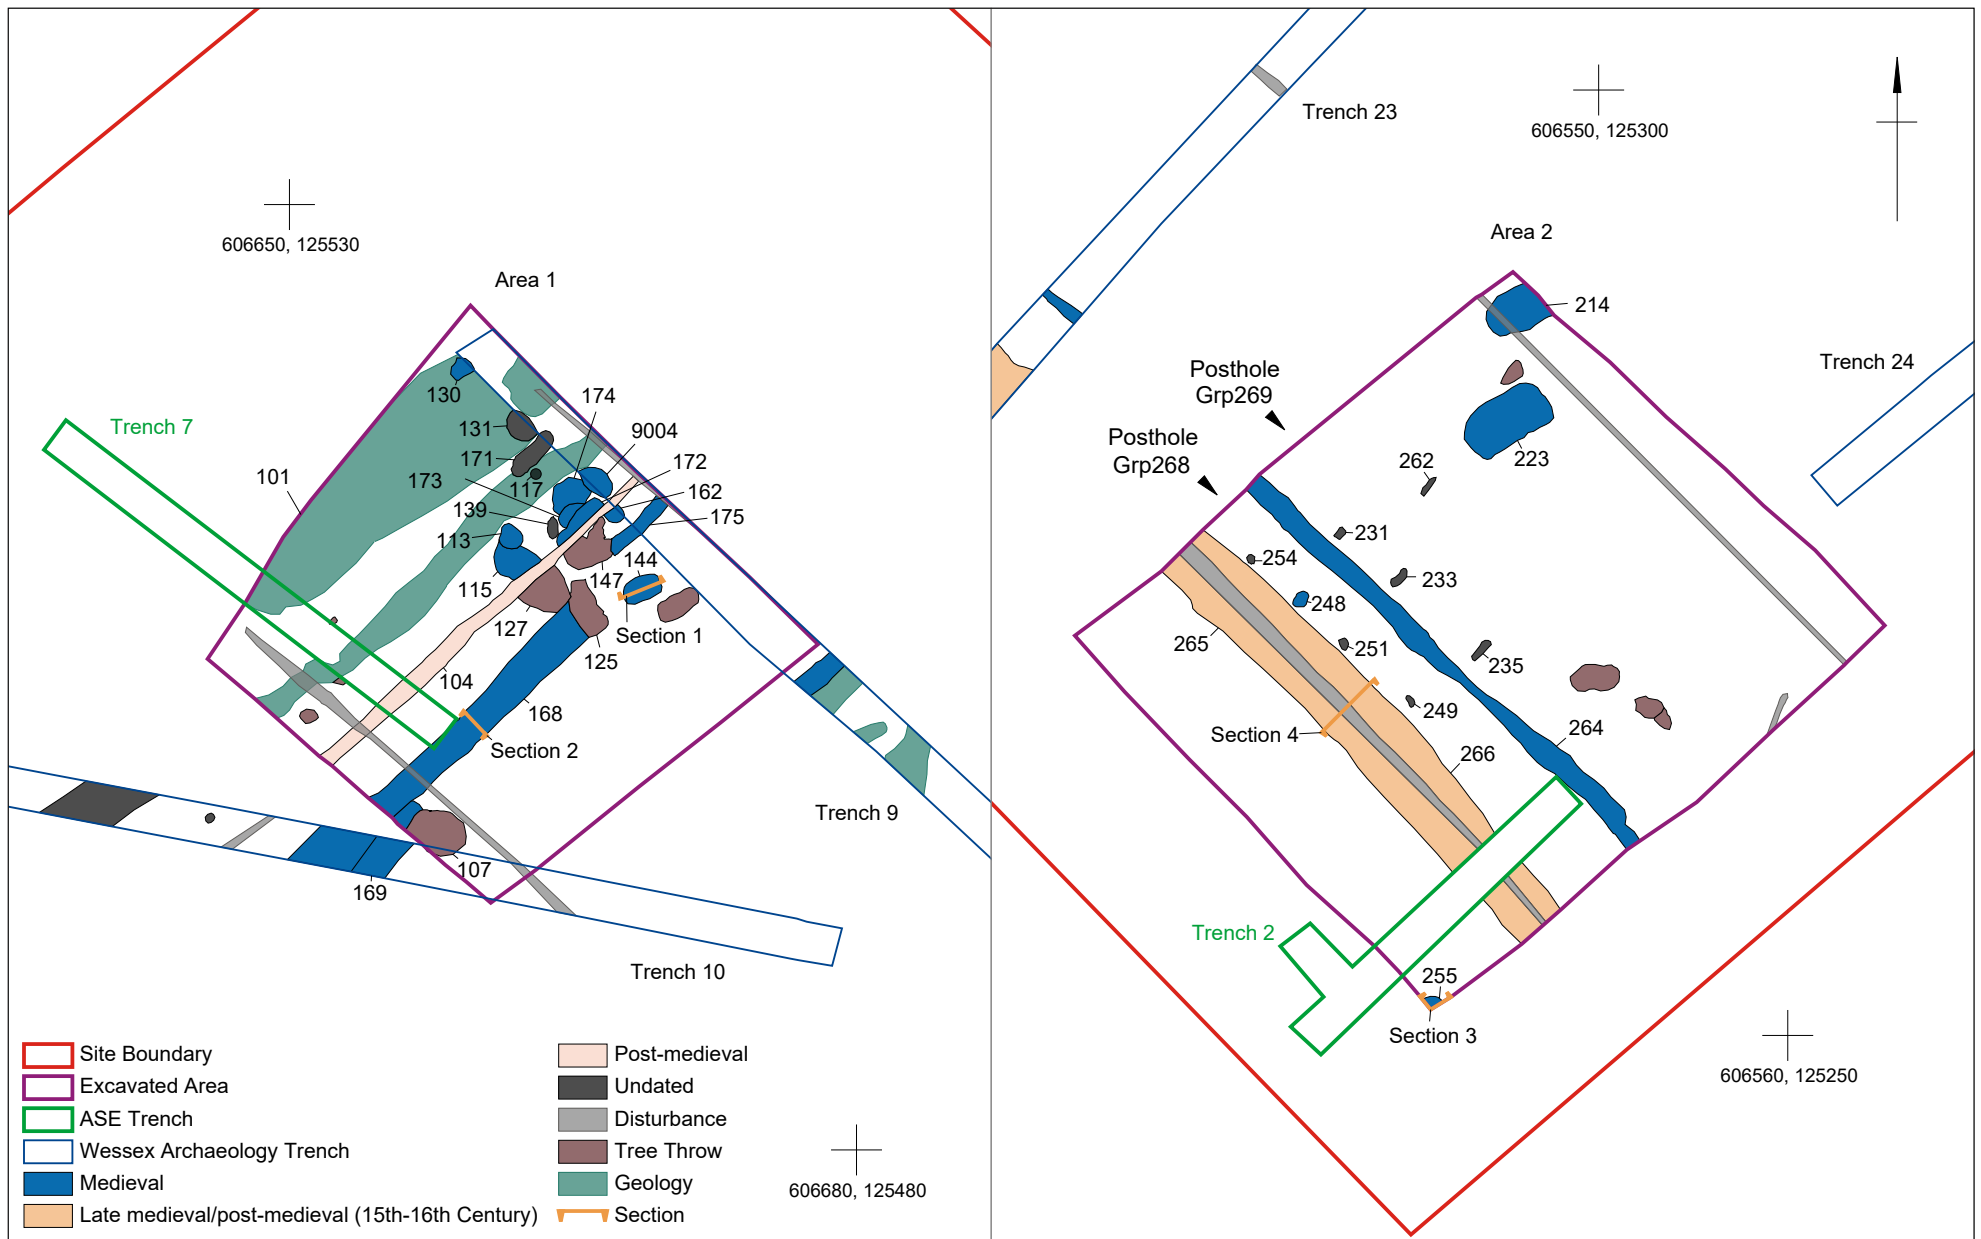 606650, 125530
Area 1
Trench 7
101
130
131
171
117
173
139
113
115
127
174
9004
172
162
175
144
147
Section 1
125
104
168
Section 2
107
169
Trench 9
Trench 10
606680, 125480
Trench 23
606550, 125300
Area 2
214
Trench 24
Posthole
Grp269
Posthole
Grp268
223
262
231
254
233
248
265
251
235
249
264
Section 4
266
Trench 2
255
Section 3
606560, 125250
Site Boundary
Excavated Area
ASE Trench
Wessex Archaeology Trench
Medieval
Late medieval/post-medieval (15th-16th Century)
Post-medieval
Undated
Disturbance
Tree Throw
Geology
Section